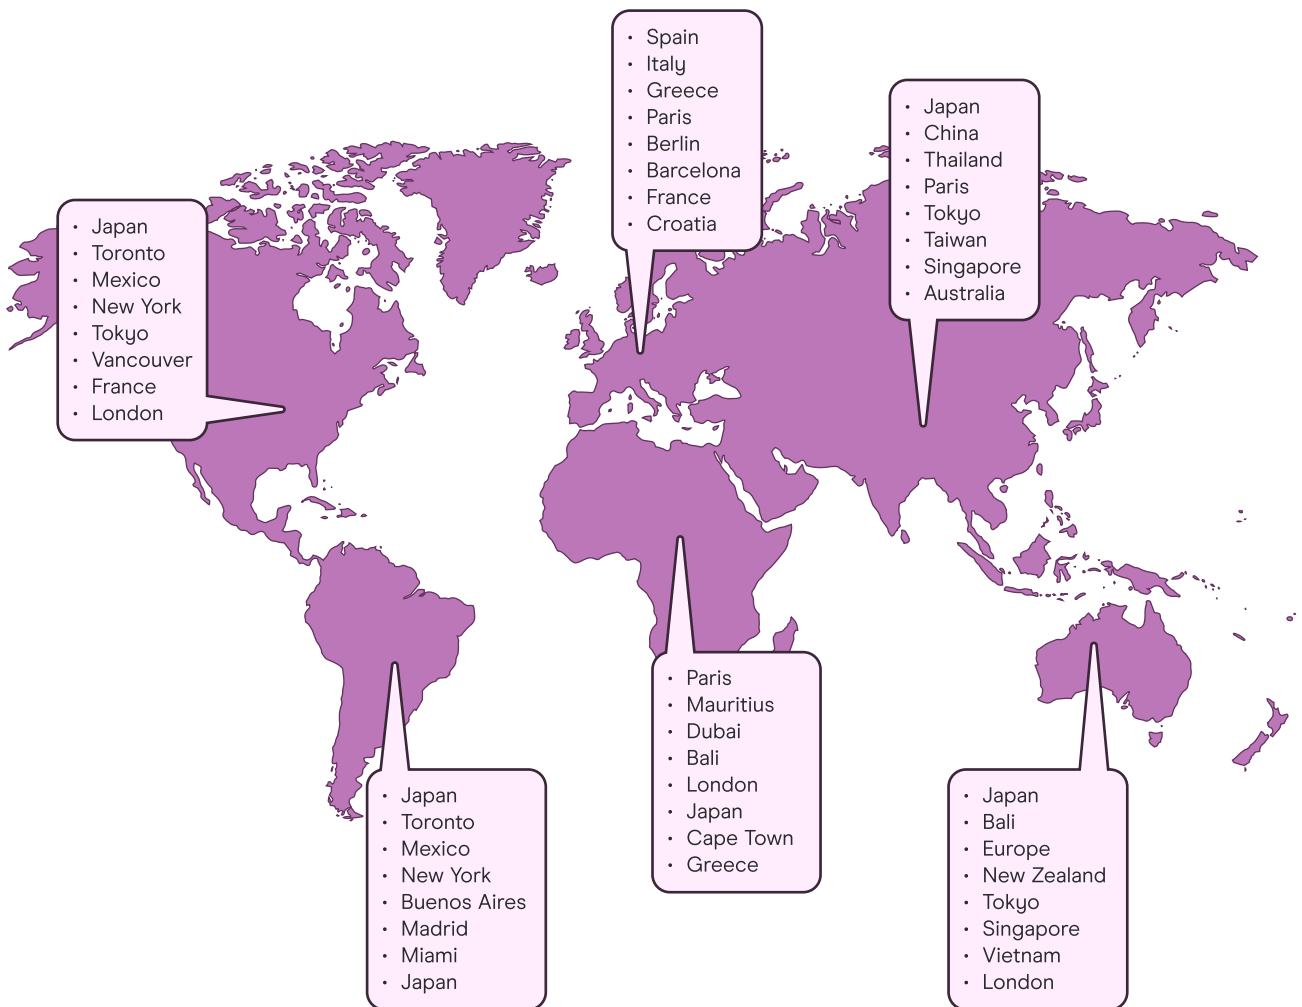 • Spain
• Italy
• Greece
• Paris
• Berlin
• Barcelona
• France
• Croatia
• Japan
• China
• Thailand
• Paris
• Tokyo
• Taiwan
• Singapore
• Australia
• Japan
• Toronto
• Mexico
• New York
• Tokyo
• Vancouver
• France
• London
• Paris
• Mauritius
• Dubai
• Bali
• London
• Japan
• Cape Town
• Greece
• Japan
• Toronto
• Mexico
• New York
• Buenos Aires
• Madrid
• Miami
• Japan
• Japan
• Bali
• Europe
• New Zealand
• Tokyo
• Singapore
• Vietnam
• London